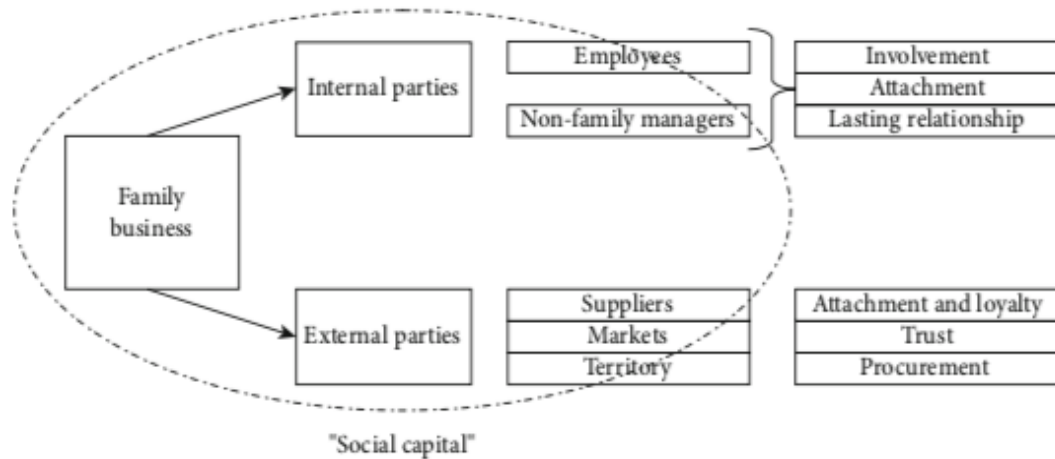 Employees
Involvement
Internal parties
Attachment
Non-family managers
Lasting relationship
Family
business
Suppliers
Attachment and loyalty
External parties
Markets
Trust
Territory
Procurement
"Social capital"